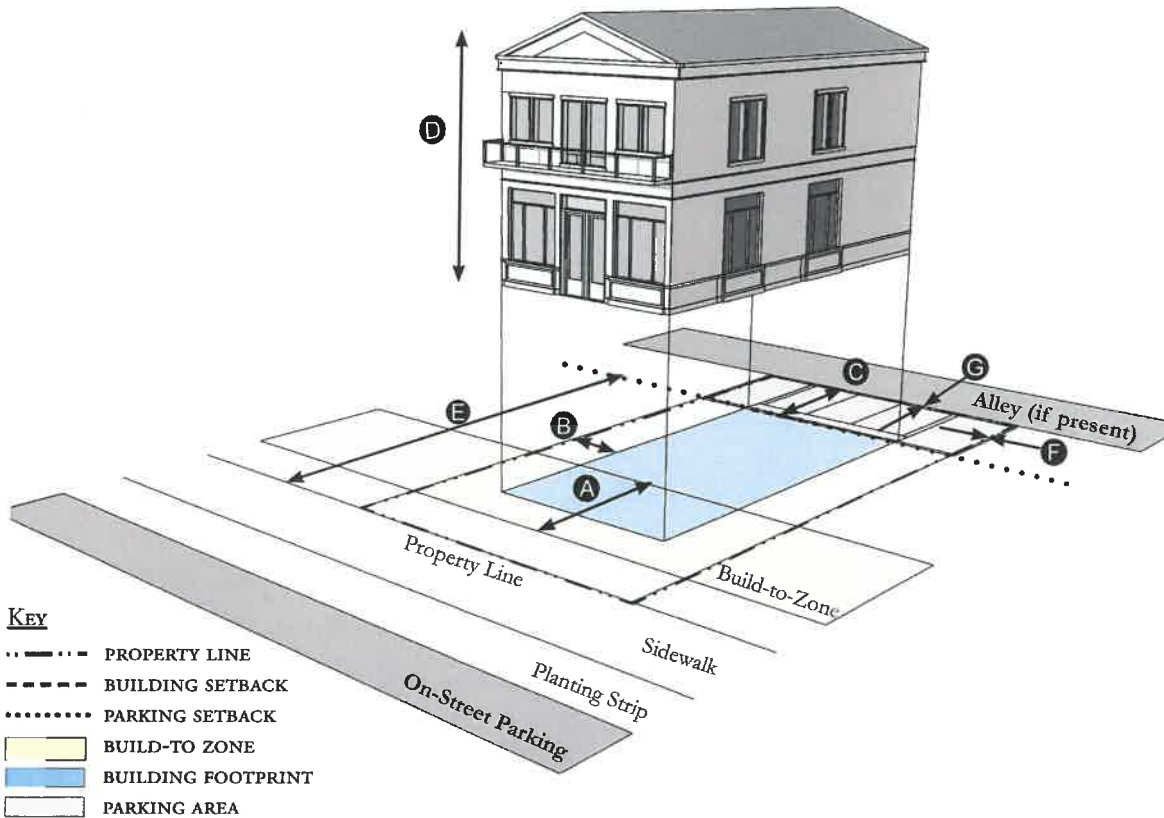 D
C
G
Alley (if present)
E
B
F
A
Property Line
Build-to-Zone
Sidewalk
Planting Strip
On-Street Parking
KEY
PROPERTY LINE
BUILDING SETBACK
PARKING SETBACK
BUILD-TO ZONE
BUILDING FOOTPRINT
PARKING AREA